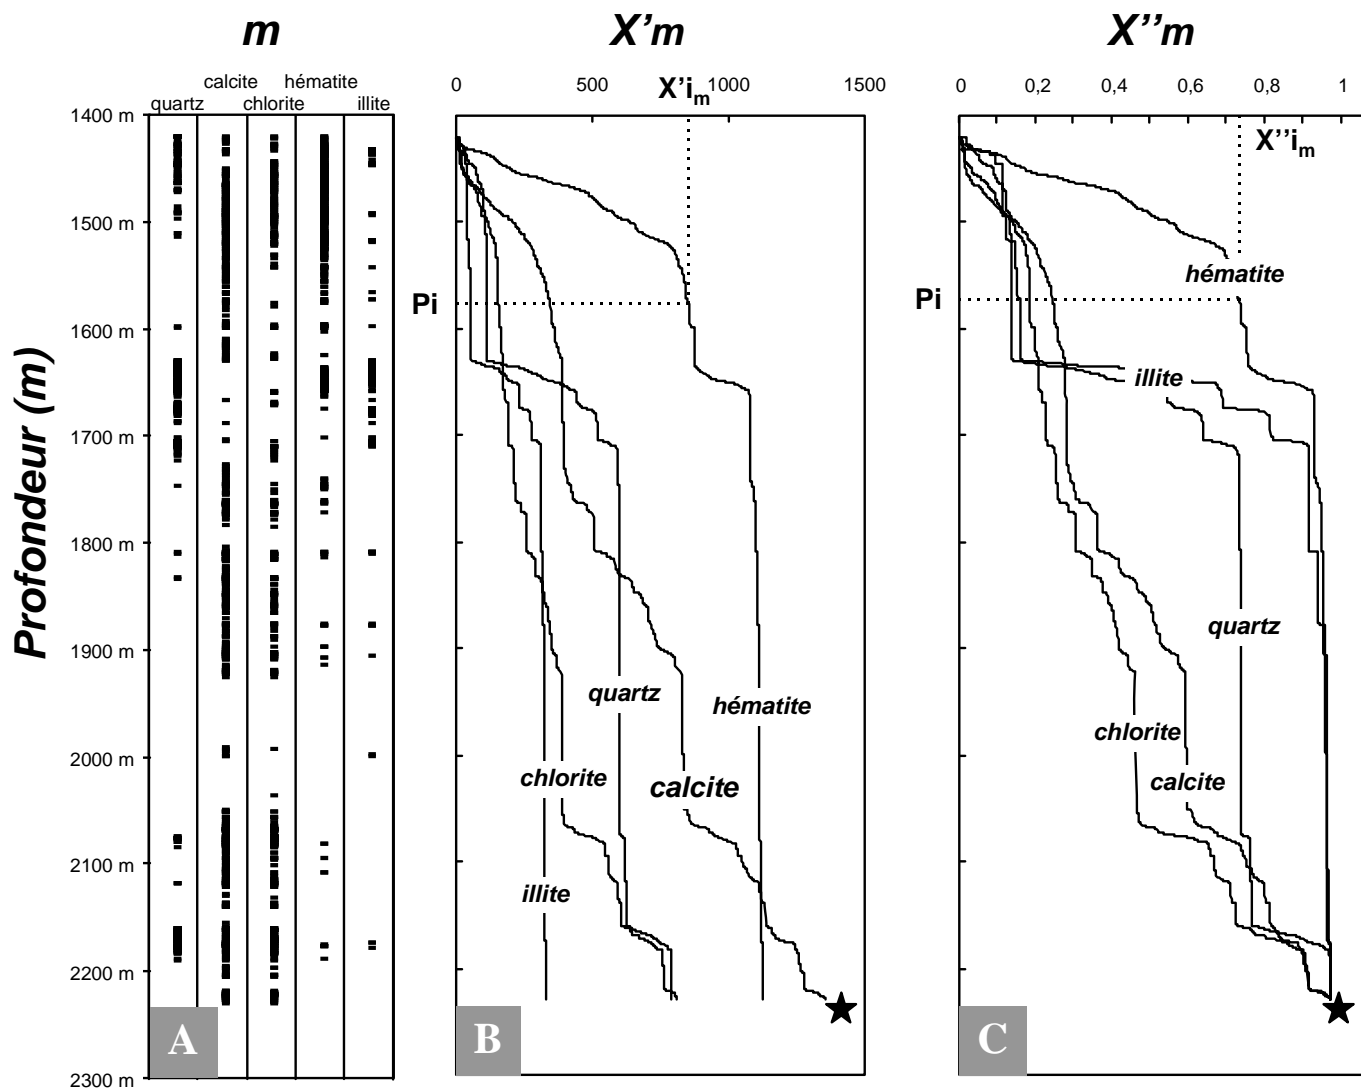 m
X’m
X’’m
quartz
calcite
chlorite
hématite
illite
0
500
X’i m
1000
1500
0
0,2
0,4
0,6
0,8
1
X’’i m
Profondeur (m)
1400 m
1500 m
1600 m
1700 m
1800 m
1900 m
2000 m
2100 m
2200 m
2300 m
Pi
Pi
hématite
illite
quartz
quartz
hématite
chlorite
chlorite
calcite
calcite
illite
A
B
C